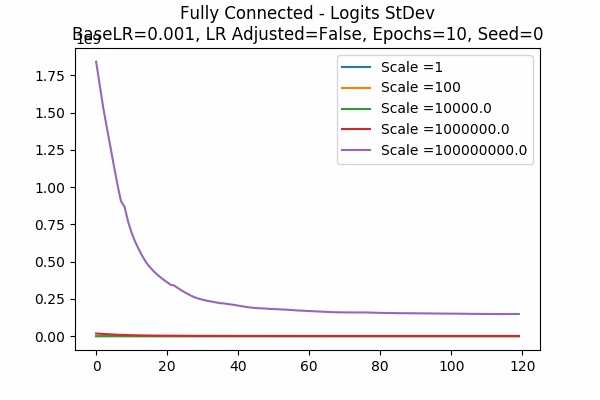 Fully Connected - Logits StDev
BaseLR=0.001, LR Adjusted=False, Epochs=10, Seed=0
1e9
Scale =1
Scale =100
Scale =10000.0
Scale =1000000.0
Scale =100000000.0
1.75
1.50
1.25
1.00
0.75
0.50
0.25
0.00
0 20 40 60 80 100 120